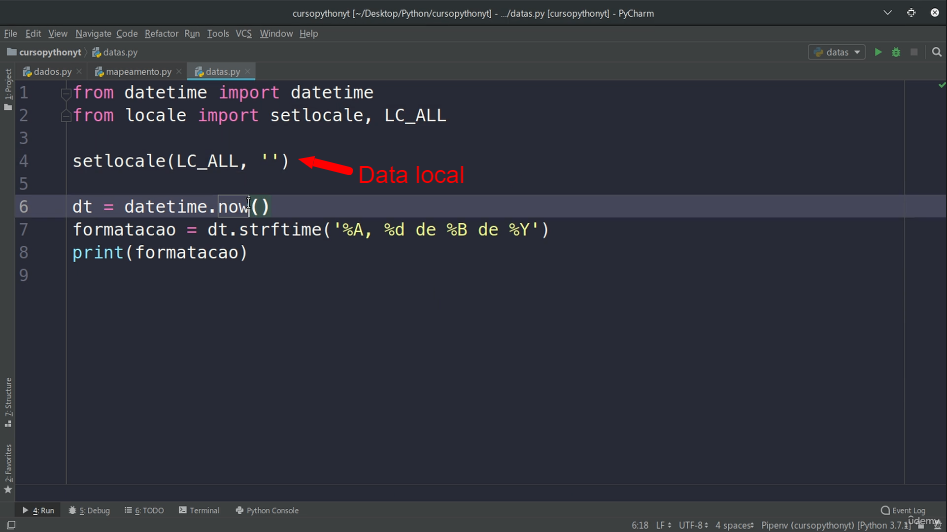 cursopythonyt [~/Desktop/Python/cursopythonyt] - .../datas.py [cursopythonyt] - PyCharm
File Edit View Navigate Code Refactor Run Tools VCS Window Help
cursopythonyt datas.py datas
dados.py mapeamento.py datas.py
1: Project
1 from datetime import datetime
2 from locale import setlocale, LC_ALL
3
4 setlocale(LC_ALL, '')
Data local
5
6 dt = datetime.now()
7 formatacao = dt.strftime('%A, %d de %B de %Y')
8 print(formatacao)
9
7: Structure
2: Favorites
4: Run 5: Debug 6: TODO Terminal Python Console Event Log
6:18 LF UTF-8 4 spaces Pipenv (cursopythonyt) [Python 3.7.1]
udemy